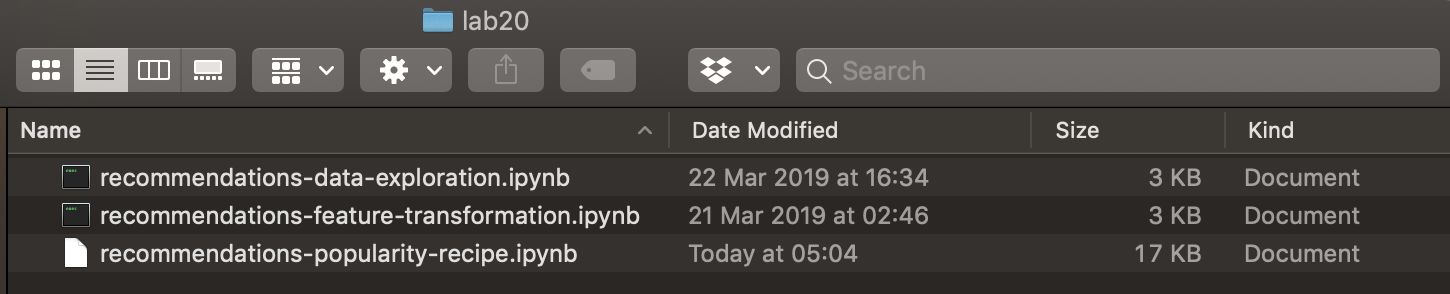 lab20
Search
Name Date Modified Size Kind
recommendations-data-exploration.ipynb 22 Mar 2019 at 16:34 3 KB Document
recommendations-feature-transformation.ipynb 21 Mar 2019 at 02:46 3 KB Document
recommendations-popularity-recipe.ipynb Today at 05:04 17 KB Document